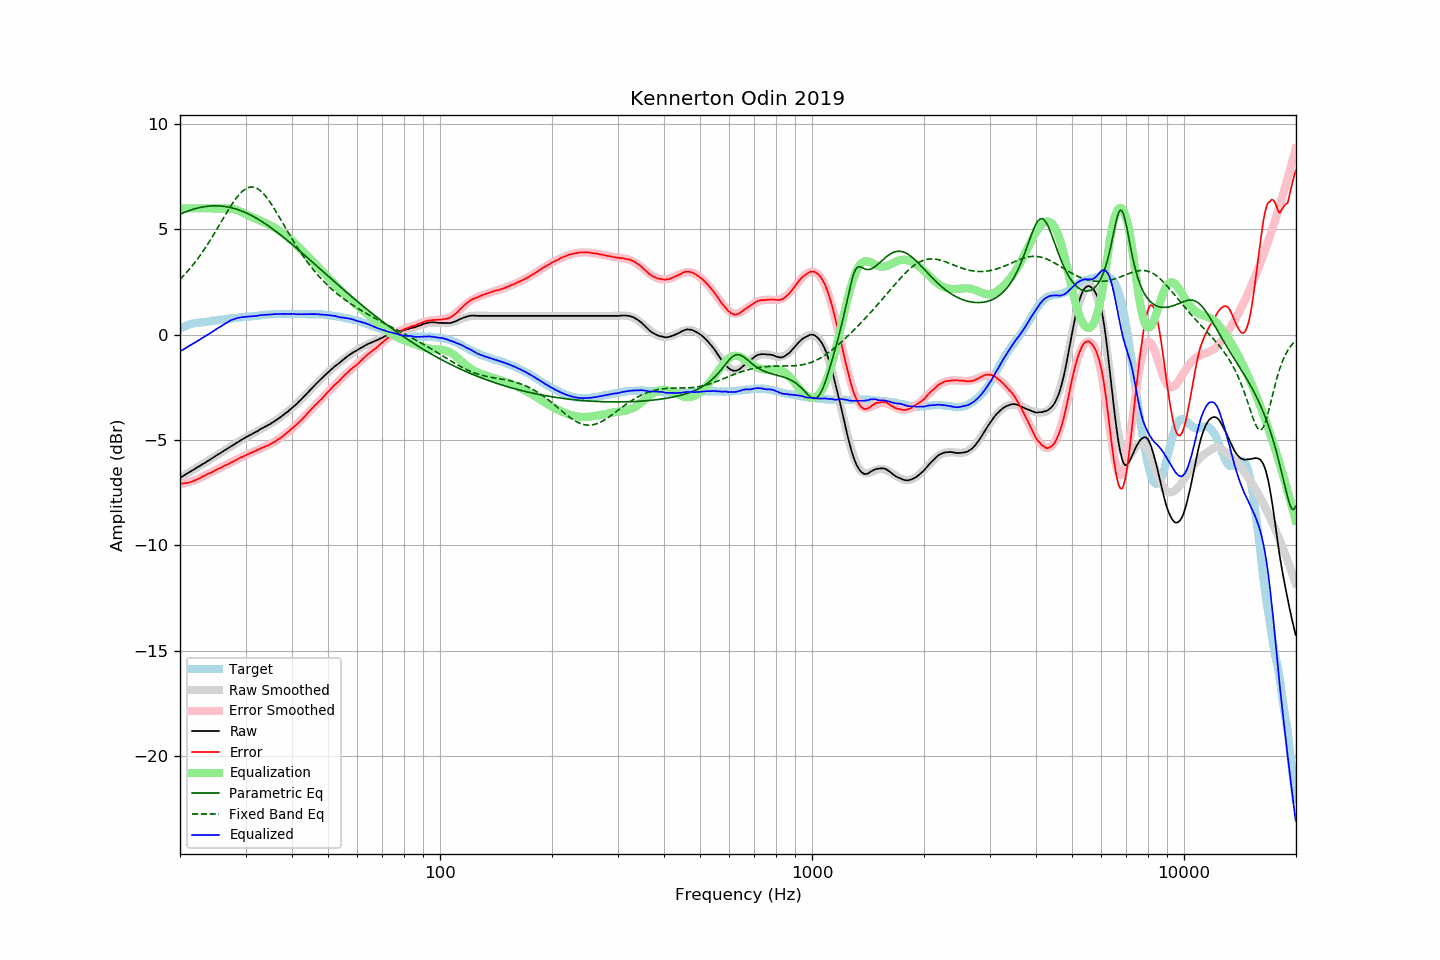 Kennerton Odin 2019
10
5
0
−5
−10
−15
−20
Amplitude (dBr)
Target
Raw Smoothed
Error Smoothed
Raw
Error
Equalization
Parametric Eq
Fixed Band Eq
Equalized
100
1000
10000
Frequency (Hz)